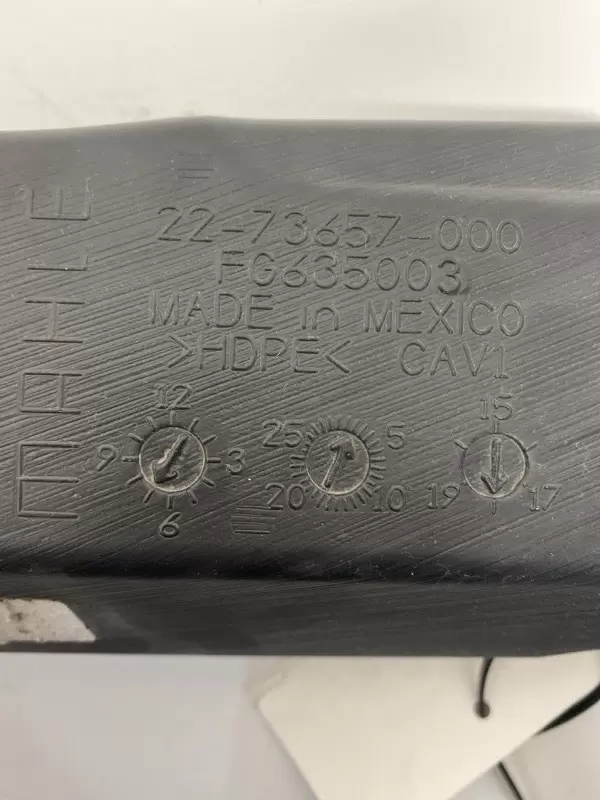 MAHLE
22-73657-000
FG635003
MADE in MEXICO
>HDPE< CAV1
12
9 3
6
25 5
20 10
15
19 17